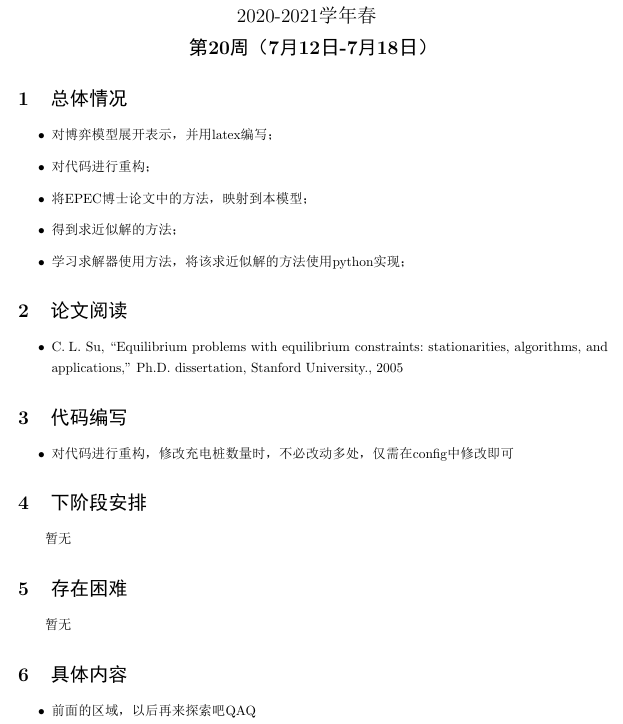 2020-2021学年春
第20周（7月12日-7月18日）
1 总体情况
• 对博弈模型展开表示，并用latex编写；
• 对代码进行重构；
• 将EPEC博士论文中的方法，映射到本模型；
• 得到求近似解的方法；
• 学习求解器使用方法，将该求近似解的方法使用python实现；
2 论文阅读
• C. L. Su, “Equilibrium problems with equilibrium constraints: stationarities, algorithms, and
applications,” Ph.D. dissertation, Stanford University., 2005
3 代码编写
• 对代码进行重构，修改充电桩数量时，不必改动多处，仅需在config中修改即可
4 下阶段安排
暂无
5 存在困难
暂无
6 具体内容
• 前面的区域，以后再来探索吧QAQ